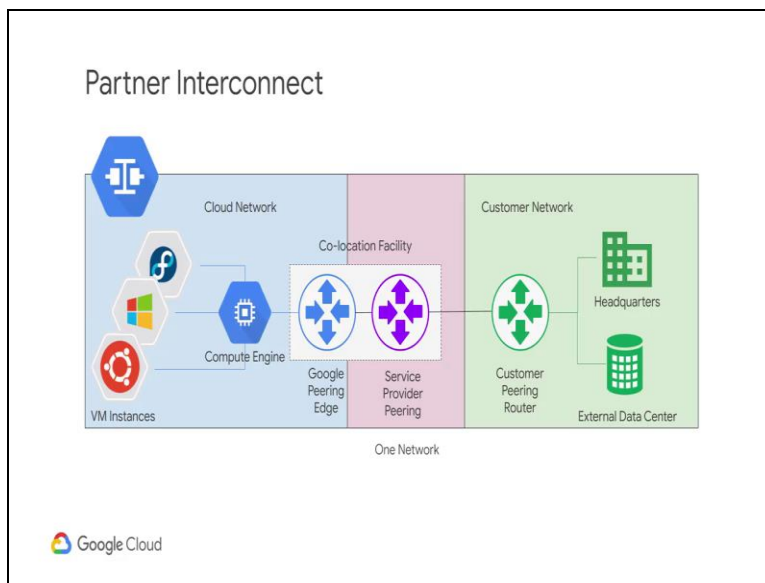 Partner Interconnect
Cloud Network
Customer Network
Co-location Facility
Headquarters
Compute Engine
Google
Peering
Edge
Service
Provider
Peering
Customer
Peering
Router
VM Instances
External Data Center
One Network
Google Cloud